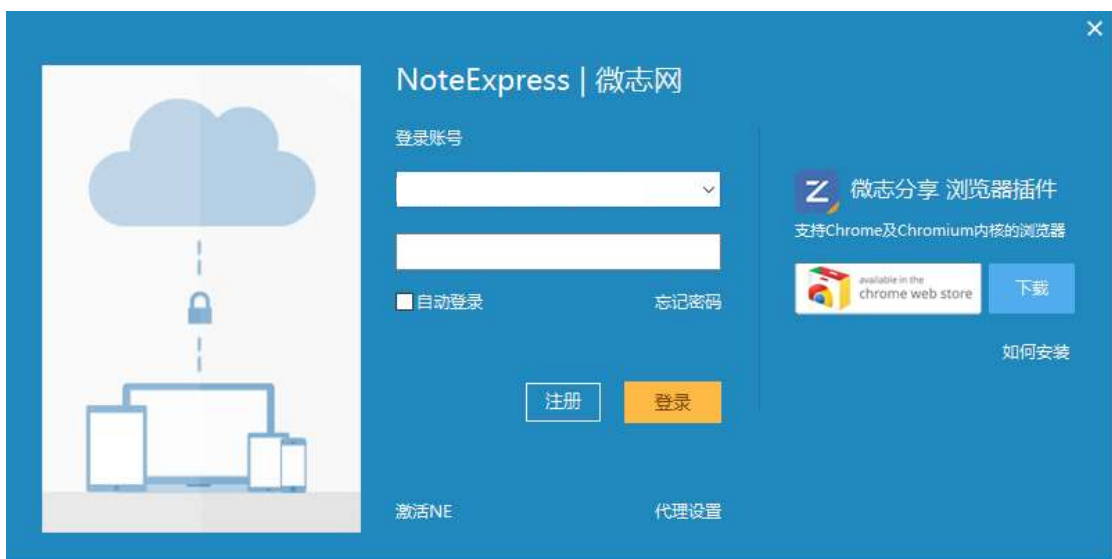 NoteExpress | 微志网
登录账号
自动登录 忘记密码
注册 登录
激活NE 代理设置
微志分享 浏览器插件
支持Chrome及Chromium内核的浏览器
available in the
chrome web store
下载
如何安装